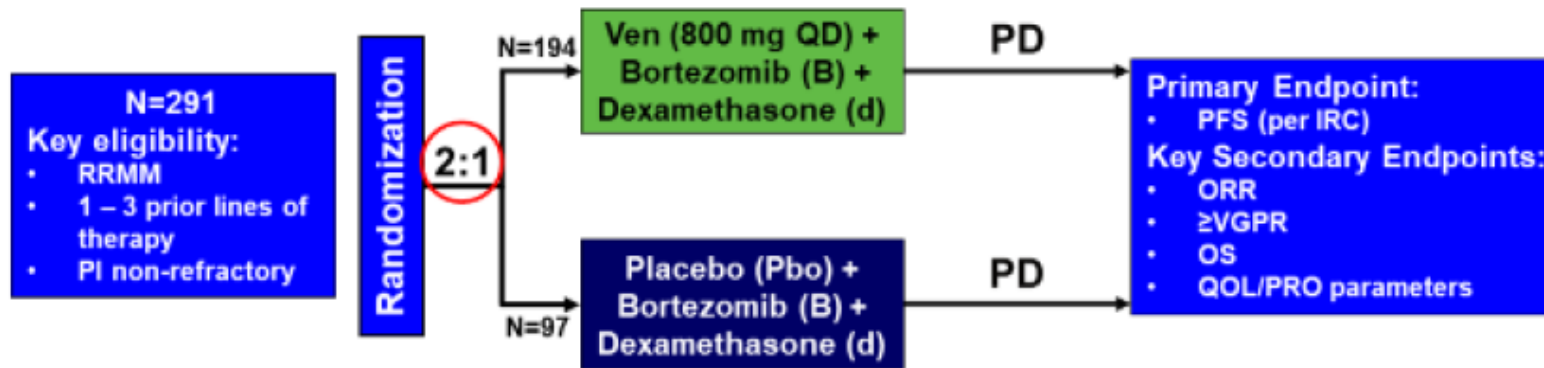 N=291
Key eligibility:
• RRMM
• 1 – 3 prior lines of
therapy
• PI non-refractory
Randomization
2:1
N=194
Ven (800 mg QD) +
Bortezomib (B) +
Dexamethasone (d)
PD
N=97
Placebo (Pbo) +
Bortezomib (B) +
Dexamethasone (d)
PD
Primary Endpoint:
• PFS (per IRC)
Key Secondary Endpoints:
• ORR
• ≥VGPR
• OS
• QOL/PRO parameters